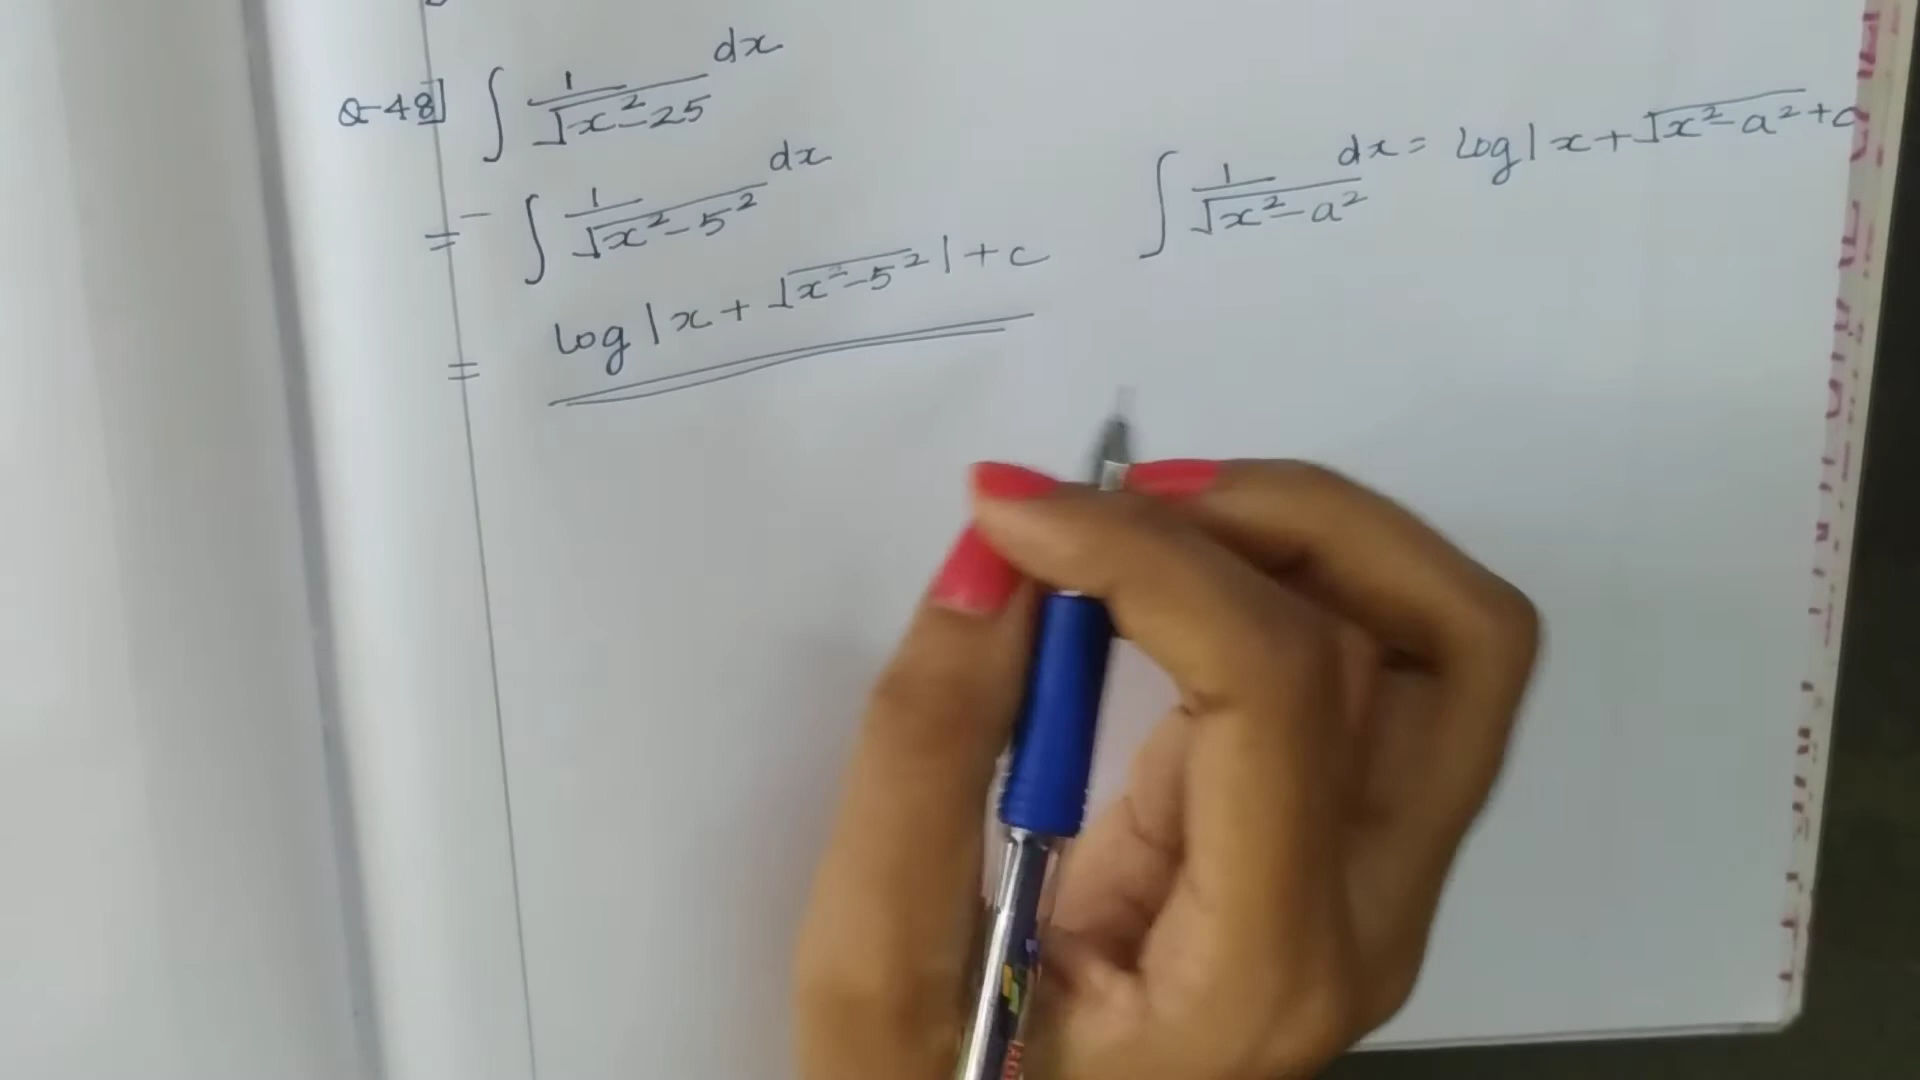 Q-48] ∫ 1/√x²-25 dx
= ∫ 1/√x²-5² dx
= log|x+√x²-5²|+c
∫ 1/√x²-a² dx = log|x+√x²-a²+c